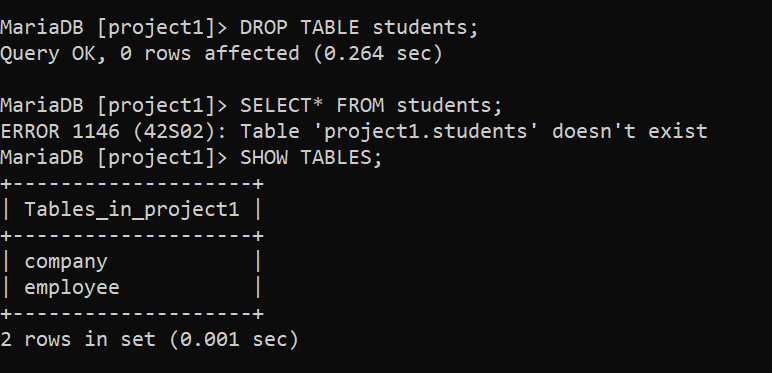 MariaDB [project1]> DROP TABLE students;
Query OK, 0 rows affected (0.264 sec)
MariaDB [project1]> SELECT* FROM students;
ERROR 1146 (42S02): Table 'project1.students' doesn't exist
MariaDB [project1]> SHOW TABLES;
+--------------------+
| Tables_in_project1 |
+--------------------+
| company            |
| employee           |
+--------------------+
2 rows in set (0.001 sec)